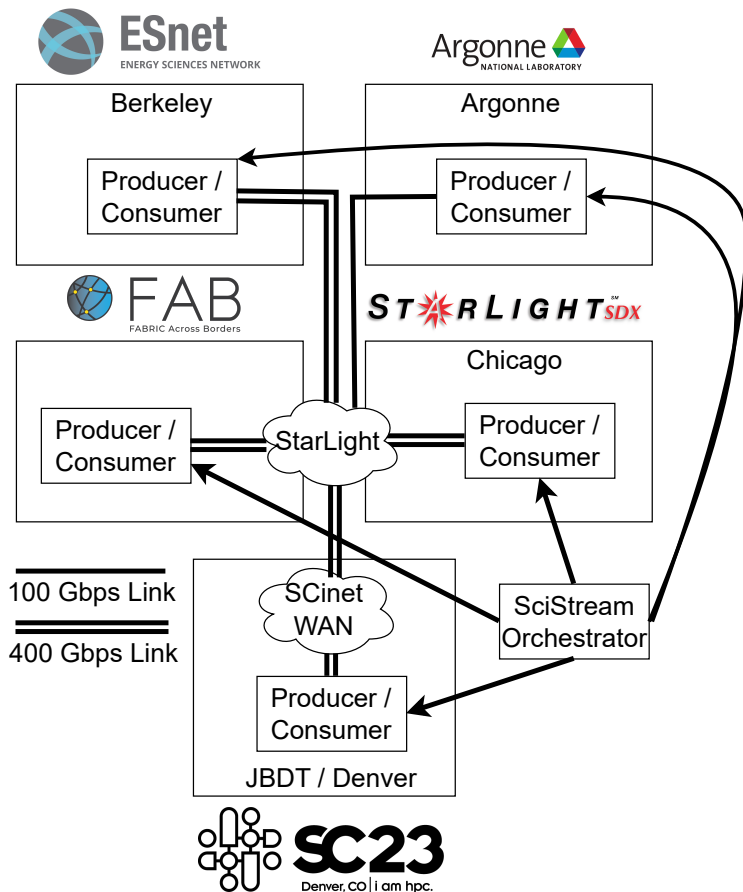 ESnet
ENERGY SCIENCES NETWORK
Argonne
NATIONAL LABORATORY
Berkeley
Producer /
Consumer
Argonne
Producer /
Consumer
FAB
FABRIC Across Borders
STARLIGHT SM SDX
Producer /
Consumer
StarLight
Chicago
Producer /
Consumer
100 Gbps Link
400 Gbps Link
SCinet
WAN
Producer /
Consumer
JBDT / Denver
SciStream
Orchestrator
SC23
Denver, CO | i am hpc.